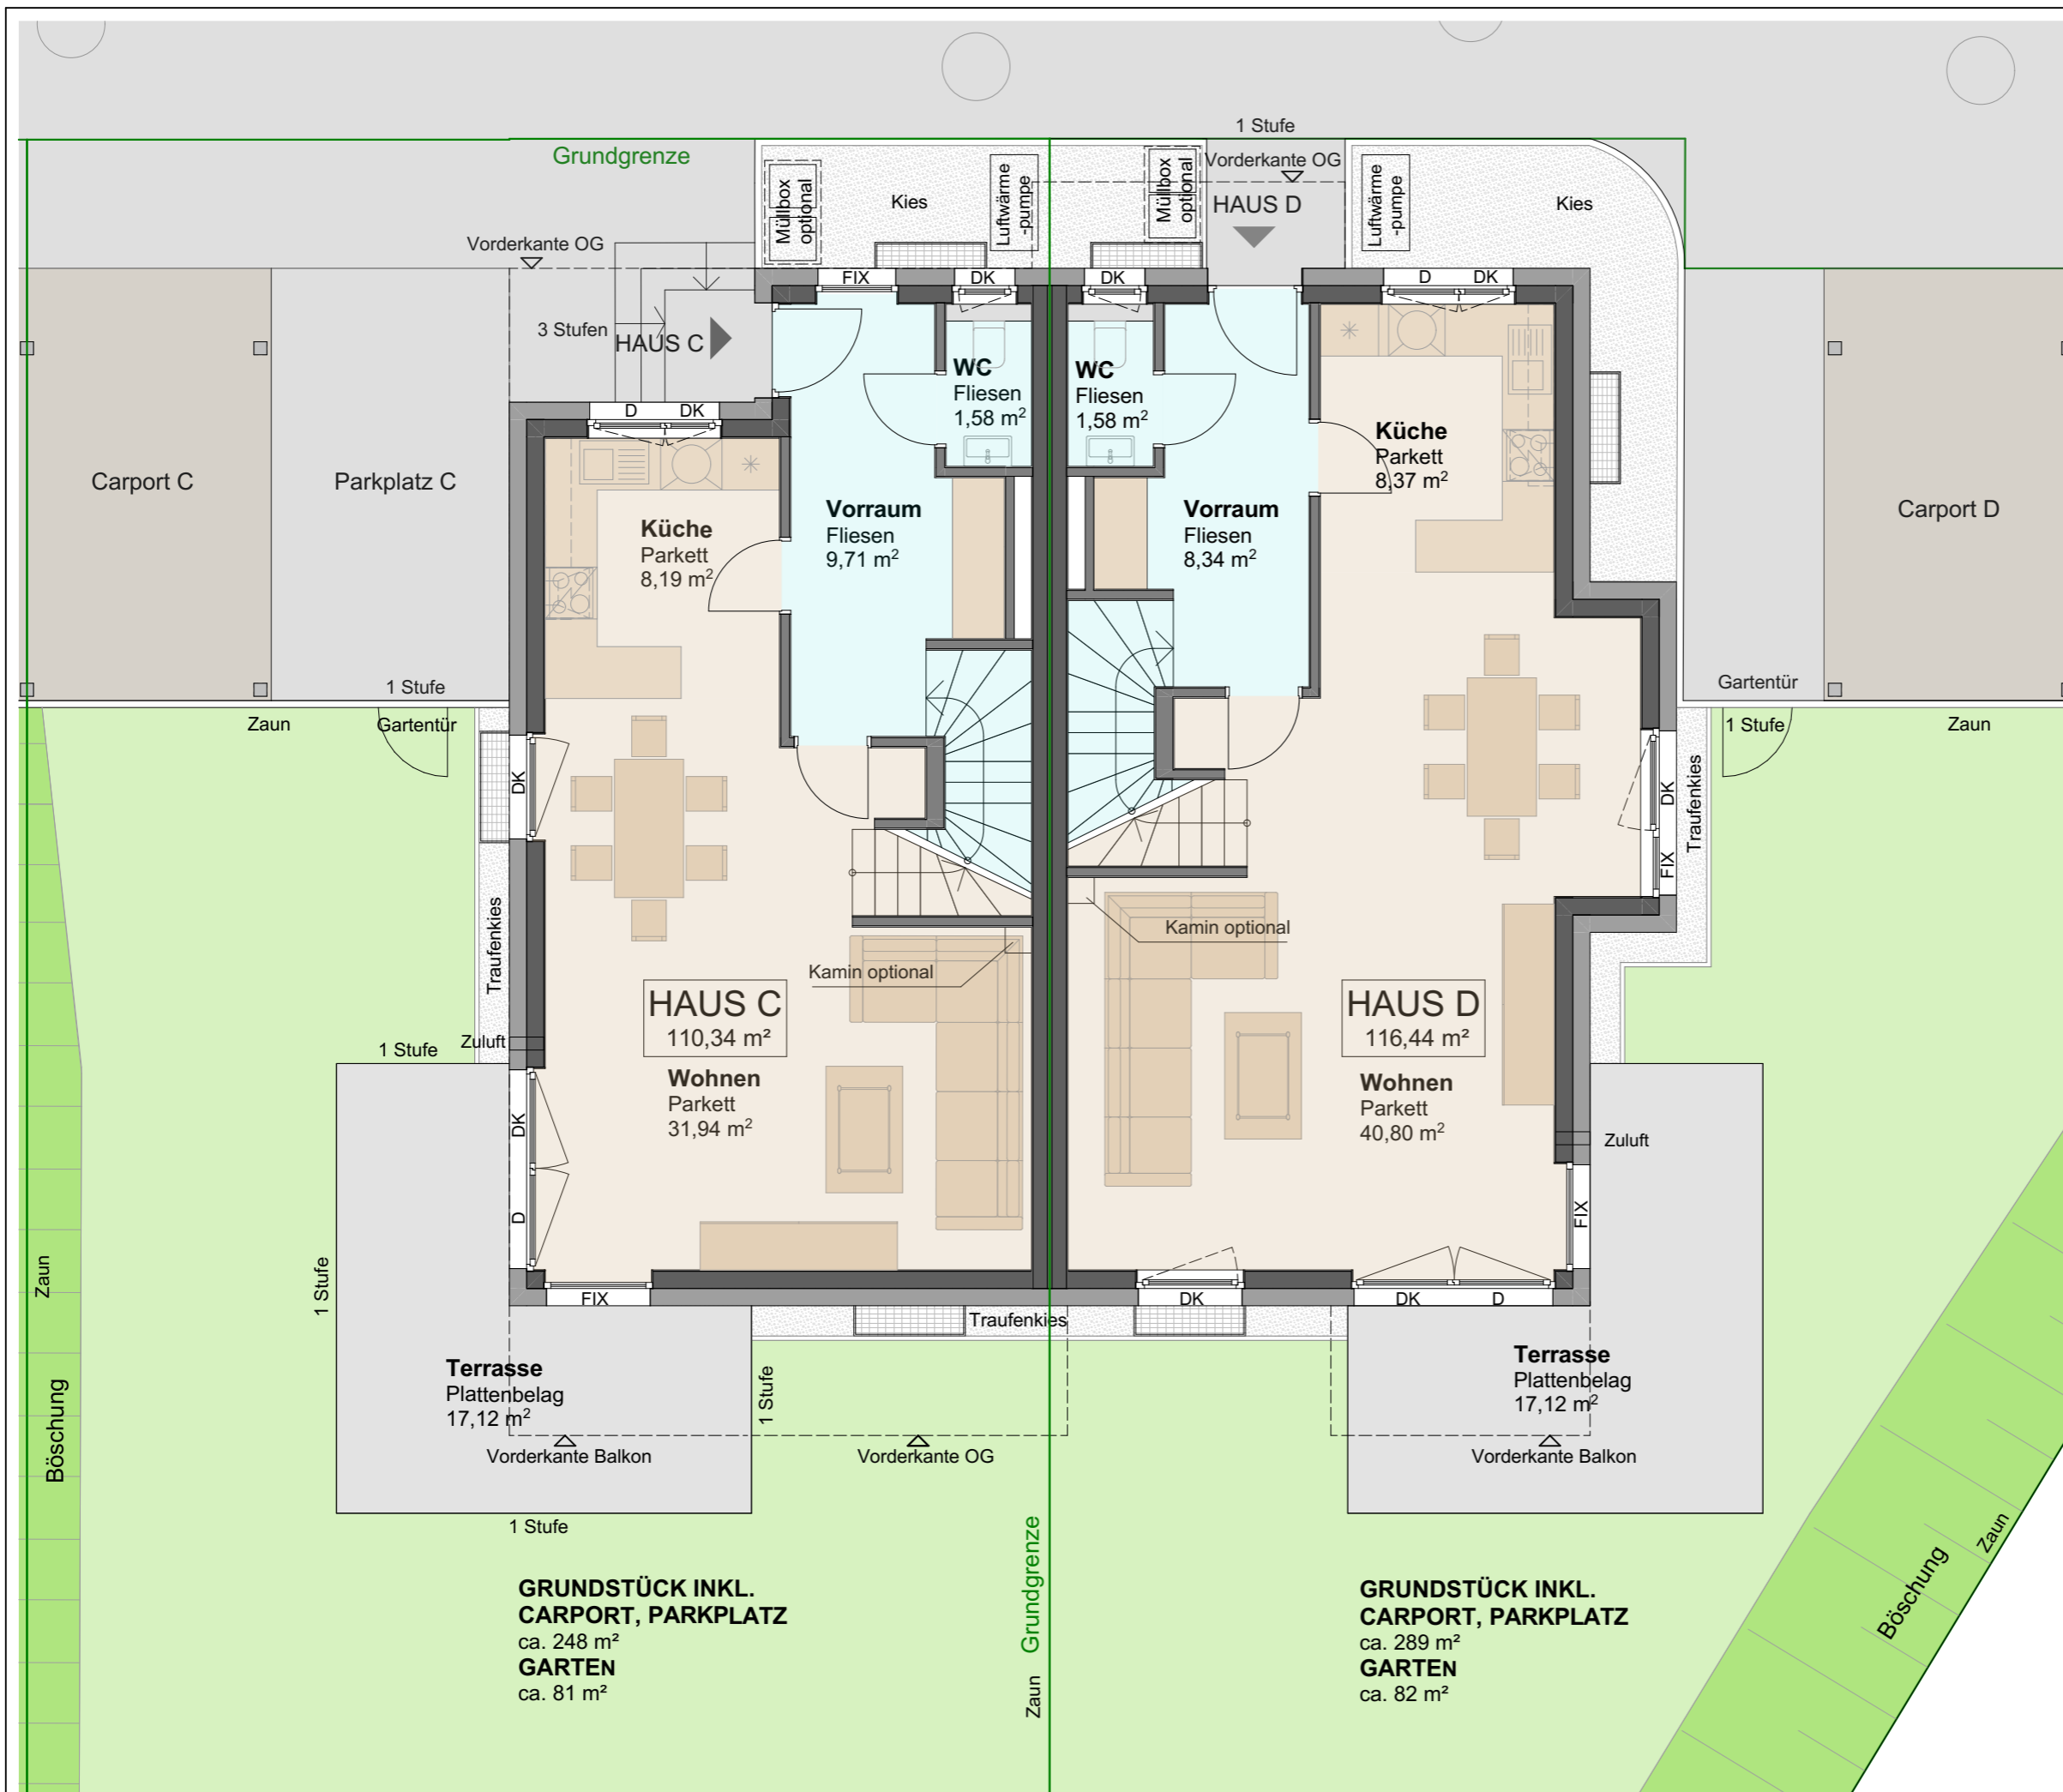 1 Stufe
Grundgrenze
Vorderkante OG
Müllbox
optional
Kies
Luftwärme
-pumpe
Müllbox
optional
HAUS D
Luftwärme
-pumpe
Kies
Vorderkante OG
FIX
DK
DK
D
DK
3 Stufen
HAUS C
WC
Fliesen
1,58 m²
WC
Fliesen
1,58 m²
D
DK
Küche
Parkett
8,37 m²
Carport C
Parkplatz C
Küche
Parkett
8,19 m²
Vorraum
Fliesen
9,71 m²
Vorraum
Fliesen
8,34 m²
Carport D
1 Stufe
Gartentür
Zaun
Gartentür
1 Stufe
Zaun
DK
DK
FIX
Traufenkies
Traufenkies
Kamin optional
Kamin optional
HAUS C
110,34 m²
HAUS D
116,44 m²
1 Stufe
Zuluft
Wohnen
Parkett
31,94 m²
Wohnen
Parkett
40,80 m²
Zuluft
DK
D
FIX
Zaun
1 Stufe
FIX
DK
DK
D
Traufenkies
Terrasse
Plattenbelag
17,12 m²
1 Stufe
Terrasse
Plattenbelag
17,12 m²
Böschung
Vorderkante Balkon
Vorderkante OG
Vorderkante Balkon
1 Stufe
Grundgrenze
Zaun
Zaun
Böschung
GRUNDSTÜCK INKL.
CARPORT, PARKPLATZ
ca. 248 m²
GARTEN
ca. 81 m²
GRUNDSTÜCK INKL.
CARPORT, PARKPLATZ
ca. 289 m²
GARTEN
ca. 82 m²